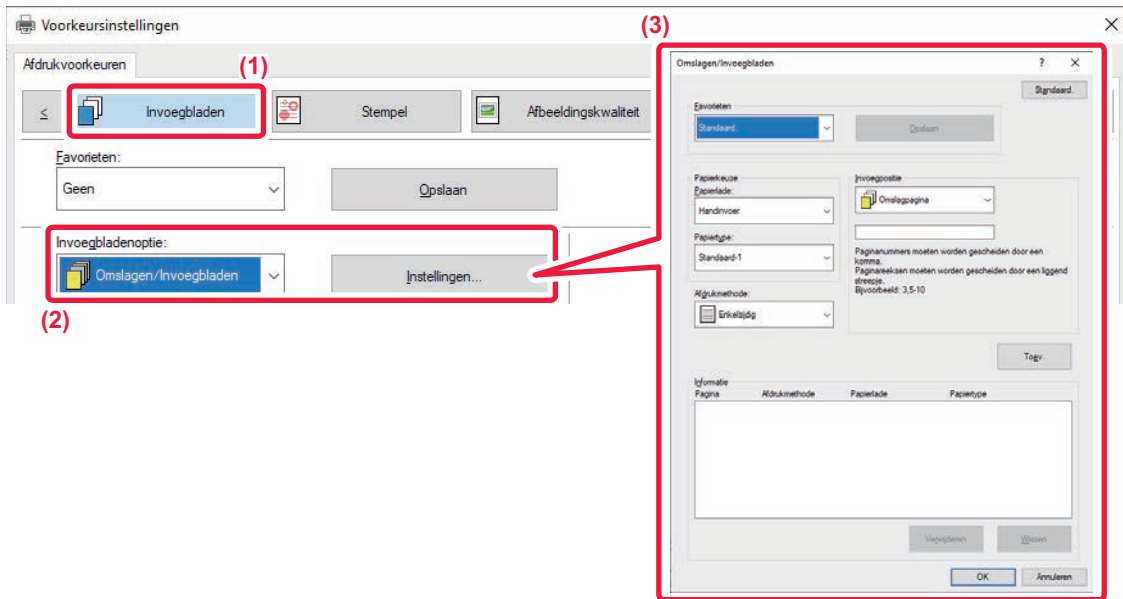 Voorkeursinstellingen
(3)
Afdrukvoorkeuren
(1)
<
Invoegbladen
Stempel
Afbeeldingskwaliteit
Favorieten:
Geen
Opslaan
Invoegbladenoptie:
Omslagen/Invoegbladen
Instellingen...
(2)
Omslagen/Invoegbladen
?
Standaard.
Favorieten
Standaard.
Opslaan
Papierkeuze
Papierlade:
Handinvoer
Papiertype:
Standaard-1
Invoegpositie
Omslagpagina
Paginanummers moeten worden gescheiden door een
komma.
Paginareeksen moeten worden gescheiden door een liggend
streepje.
Bijvoorbeeld: 3,5-10
Afdrukmethode:
Enkelzijdig
Toev.
Informatie
Pagina Afdrukmethode Papierlade Papiertype
Verwijderen
Wissen
OK
Annuleren